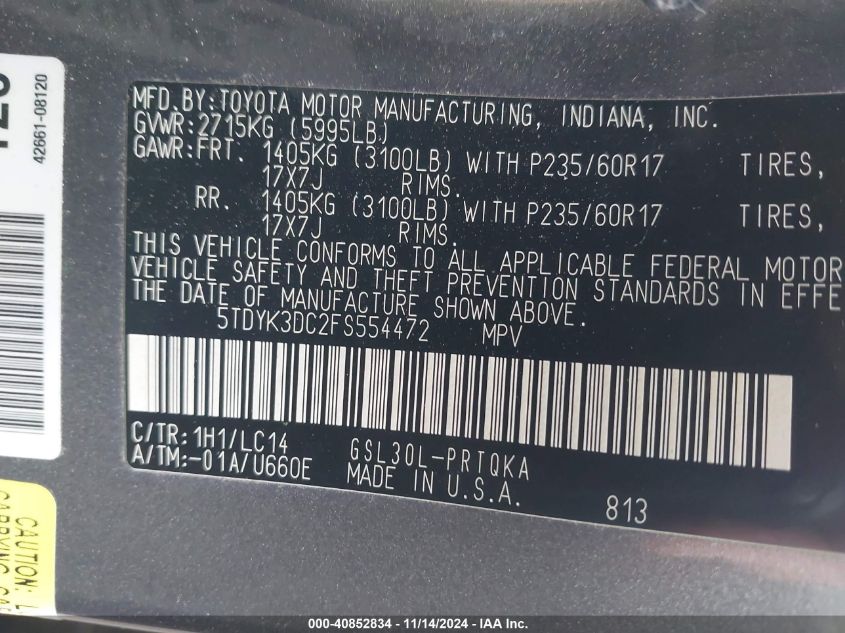 MFD.BY:TOYOTA MOTOR MANUFACTURING, INDIANA, INC.
GVWR:2715KG (5995LB)
GAWR:FRT. 1405KG (3100LB) WITH P235/60R17 TIRES,
17X7J RIMS.
RR. 1405KG (3100LB) WITH P235/60R17 TIRES,
17X7J RIMS.
THIS VEHICLE CONFORMS TO ALL APPLICABLE FEDERAL MOTOR
VEHICLE SAFETY AND THEFT PREVENTION STANDARDS IN EFFE
THE DATE OF MANUFACTURE SHOWN ABOVE.
5TDYK3DC2FS554472 MPV
C/TR:1H1/LC14 GSL30L-PRTQKA
A/TM:-01A/U660E MADE IN U.S.A.
813
42661-08120
CAUTION:
CARRYING
000-40852834 - 11/14/2024 - IAA Inc.